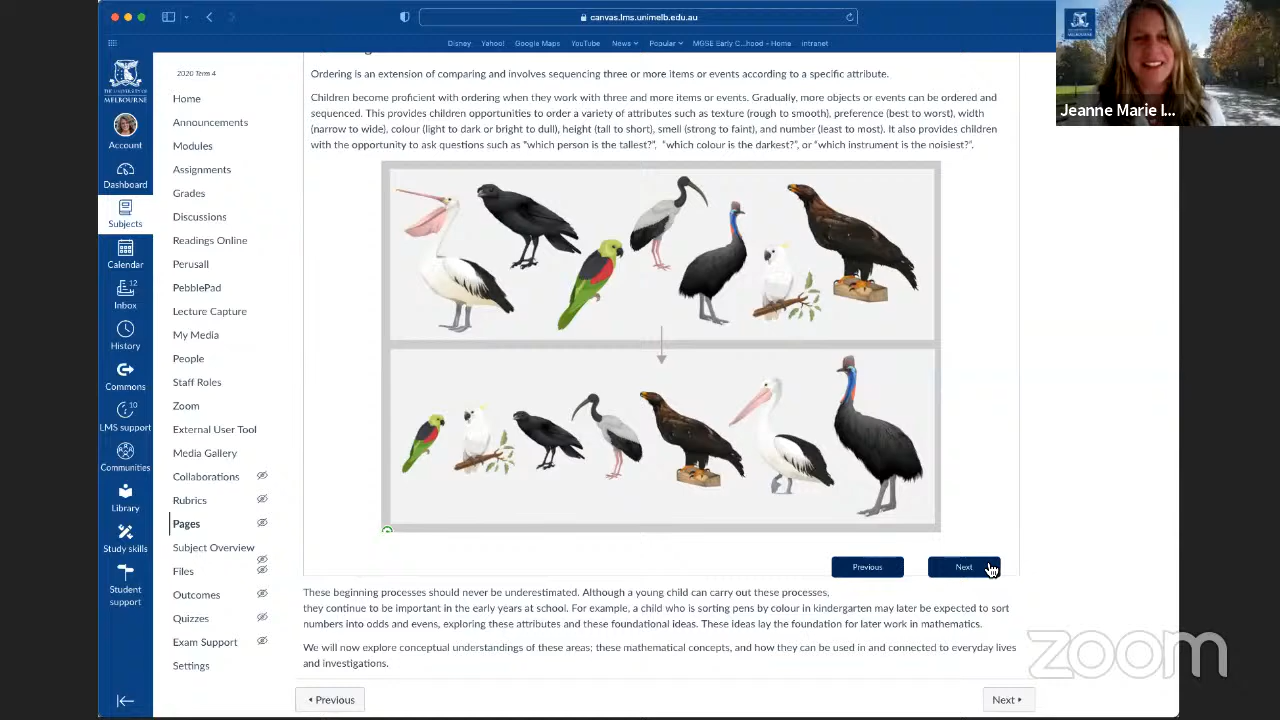 canvas.lms.unimelb.edu.au
Disney Yahoo! Google Maps YouTube News Popular MGSE Early C...hood – Home intranet
THE UNIVERSITY OF
MELBOURNE
Account
Dashboard
Subjects
Calendar
12
Inbox
History
Commons
10
LMS support
Communities
Library
Study skills
Student
support
2020 Term 4
Home
Announcements
Modules
Assignments
Grades
Discussions
Readings Online
Perusall
PebblePad
Lecture Capture
My Media
People
Staff Roles
Zoom
External User Tool
Media Gallery
Collaborations
Rubrics
Pages
Subject Overview
Files
Outcomes
Quizzes
Exam Support
Settings
Ordering is an extension of comparing and involves sequencing three or more items or events according to a specific attribute.
Children become proficient with ordering when they work with three and more items or events. Gradually, more objects or events can be ordered and
sequenced. This provides children opportunities to order a variety of attributes such as texture (rough to smooth), preference (best to worst), width
(narrow to wide), colour (light to dark or bright to dull), height (tall to short), smell (strong to faint), and number (least to most). It also provides children
with the opportunity to ask questions such as "which person is the tallest?", "which colour is the darkest?", or "which instrument is the noisiest?".
Previous Next
These beginning processes should never be underestimated. Although a young child can carry out these processes,
they continue to be important in the early years at school. For example, a child who is sorting pens by colour in kindergarten may later be expected to sort
numbers into odds and evens, exploring these attributes and these foundational ideas. These ideas lay the foundation for later work in mathematics.
We will now explore conceptual understandings of these areas; these mathematical concepts, and how they can be used in and connected to everyday lives
and investigations.
Previous Next
Jeanne Marie I...
zoom